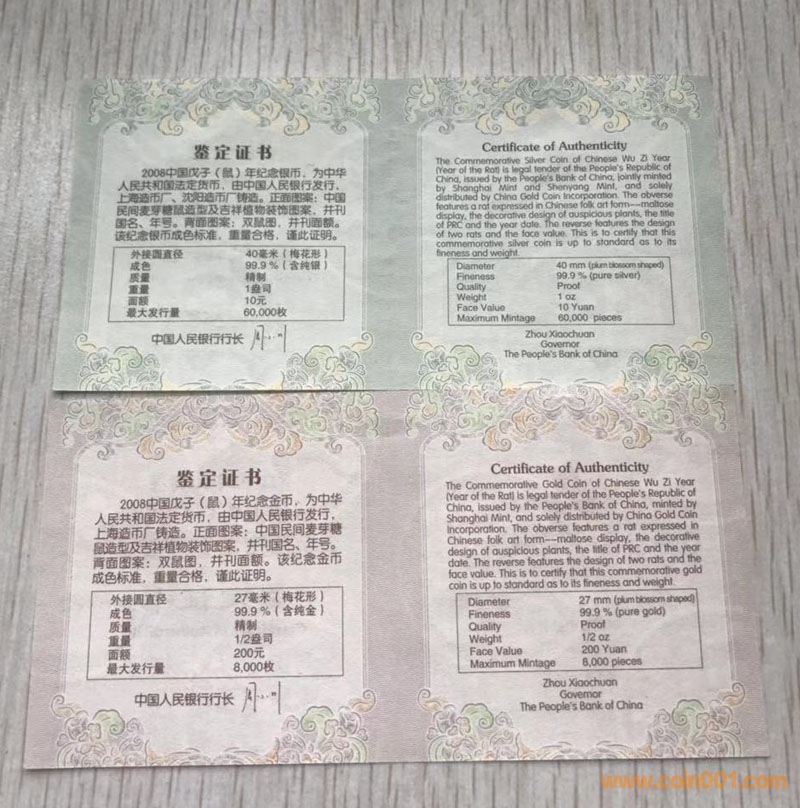 鉴定证书
2008中国戊子（鼠）年纪念银币，为中华
人民共和国法定货币，由中国人民银行发行，
上海造币厂、沈阳造币厂铸造。正面图案：中国
民间麦芽糖鼠造型及吉祥植物装饰图案，并刊
国名、年号。背面图案：双鼠图，并刊面额。
该纪念银币成色标准，重量合格，谨此证明。
外接圆直径 40毫米（梅花形）
成色 99.9％（含纯银）
质量 精制
重量 1盎司
面额 10元
最大发行量 60,000枚
中国人民银行行长
Certificate of Authenticity
The Commemorative Silver Coin of Chinese Wu Zi Year
(Year of the Rat) is legal tender of the People's Republic of
China, issued by the People's Bank of China, jointly minted
by Shanghai Mint and Shenyang Mint, and solely
distributed by China Gold Coin Incorporation. The obverse
features a rat expressed in Chinese folk art form—maltose
display, the decorative design of auspicious plants, the title
of PRC and the year date. The reverse features the design
of two rats and the face value. This is to certify that this
commemorative silver coin is up to standard as to its
fineness and weight.
Diameter 40 mm (plum blossom shaped)
Fineness 99.9 % (pure silver)
Quality Proof
Weight 1 oz
Face Value 10 Yuan
Maximum Mintage 60,000 pieces
Zhou Xiaochuan
Governor
The People's Bank of China
鉴定证书
2008中国戊子（鼠）年纪念金币，为中华
人民共和国法定货币，由中国人民银行发行，
上海造币厂铸造。正面图案：中国民间麦芽糖
鼠造型及吉祥植物装饰图案，并刊国名、年号。
背面图案：双鼠图，并刊面额。该纪念金币
成色标准，重量合格，谨此证明。
外接圆直径 27毫米（梅花形）
成色 99.9％（含纯金）
质量 精制
重量 1/2盎司
面额 200元
最大发行量 8,000枚
中国人民银行行长
Certificate of Authenticity
The Commemorative Gold Coin of Chinese Wu Zi Year
(Year of the Rat) is legal tender of the People's Republic of
China, issued by the People's Bank of China, minted by
Shanghai Mint, and solely distributed by China Gold Coin
Incorporation. The obverse features a rat expressed in
Chinese folk art form—maltose display, the decorative
design of auspicious plants, the title of PRC and the year
date. The reverse features the design of two rats and the
face value. This is to certify that this commemorative gold
coin is up to standard as to its fineness and weight.
Diameter 27 mm (plum blossom shaped)
Fineness 99.9 % (pure gold)
Quality Proof
Weight 1/2 oz
Face Value 200 Yuan
Maximum Mintage 8,000 pieces
Zhou Xiaochuan
Governor
The People's Bank of China
www.coin001.com